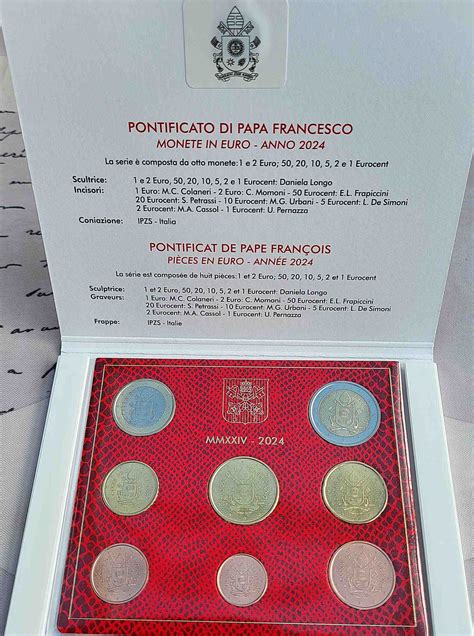 PONTIFICATO DI PAPA FRANCESCO
MONETE IN EURO - ANNO 2024
La serie è composta da otto monete:1 e 2 Euro; 50, 20, 10, 5, 2 e 1 Eurocent
Scultrice: 1 e 2 Euro, 50, 20, 10, 5, 2 e 1 Eurocent: Daniela Longo
Incisori: 1 Euro: M.C. Colaneri - 2 Euro: C. Momoni - 50 Eurocent: E.L. Frapiccini
20 Eurocent: S. Petrassi - 10 Eurocent: M.G. Urbani - 5 Eurocent: L. De Simoni
2 Eurocent: M.A. Cassol - 1 Eurocent: U. Pernazza
Coniazione: IPZS - Italia
PONTIFICAT DE PAPE FRANÇOIS
PIÈCES EN EURO - ANNÉE 2024
La série est composée de huit pièces:1 et 2 Euro; 50, 20, 10, 5, 2 et 1 Eurocent
Sculptrice: 1 et 2 Euro, 50, 20, 10, 5, 2 et 1 Eurocent: Daniela Longo
Graveurs: 1 Euro: M.C. Colaneri - 2 Euro: C. Momoni - 50 Eurocent: E.L. Frapiccini
20 Eurocent: S. Petrassi - 10 Eurocent: M.G. Urbani - 5 Eurocent: L. De Simoni
2 Eurocent: M.A. Cassol - 1 Eurocent: U. Pernazza
Frappe: IPZS - Italie
MMXXIV - 2024